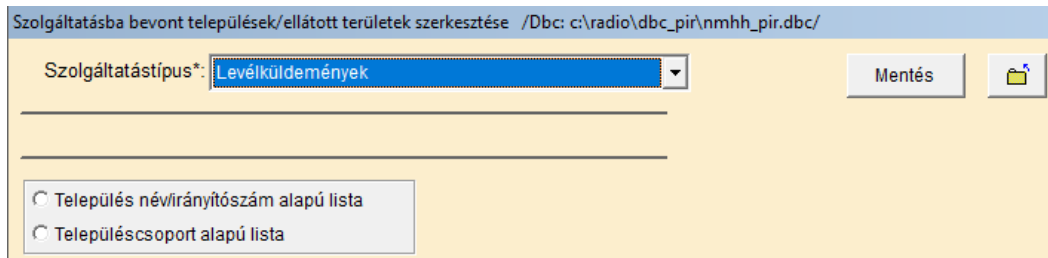 Szolgáltatásba bevont települések/ellátott területek szerkesztése /Dbc: c:\radio\dbc_pir\nmhh_pir.dbc/
Szolgáltatástípus*: Levélküldemények
Mentés
Település név/irányítószám alapú lista
Településcsoport alapú lista